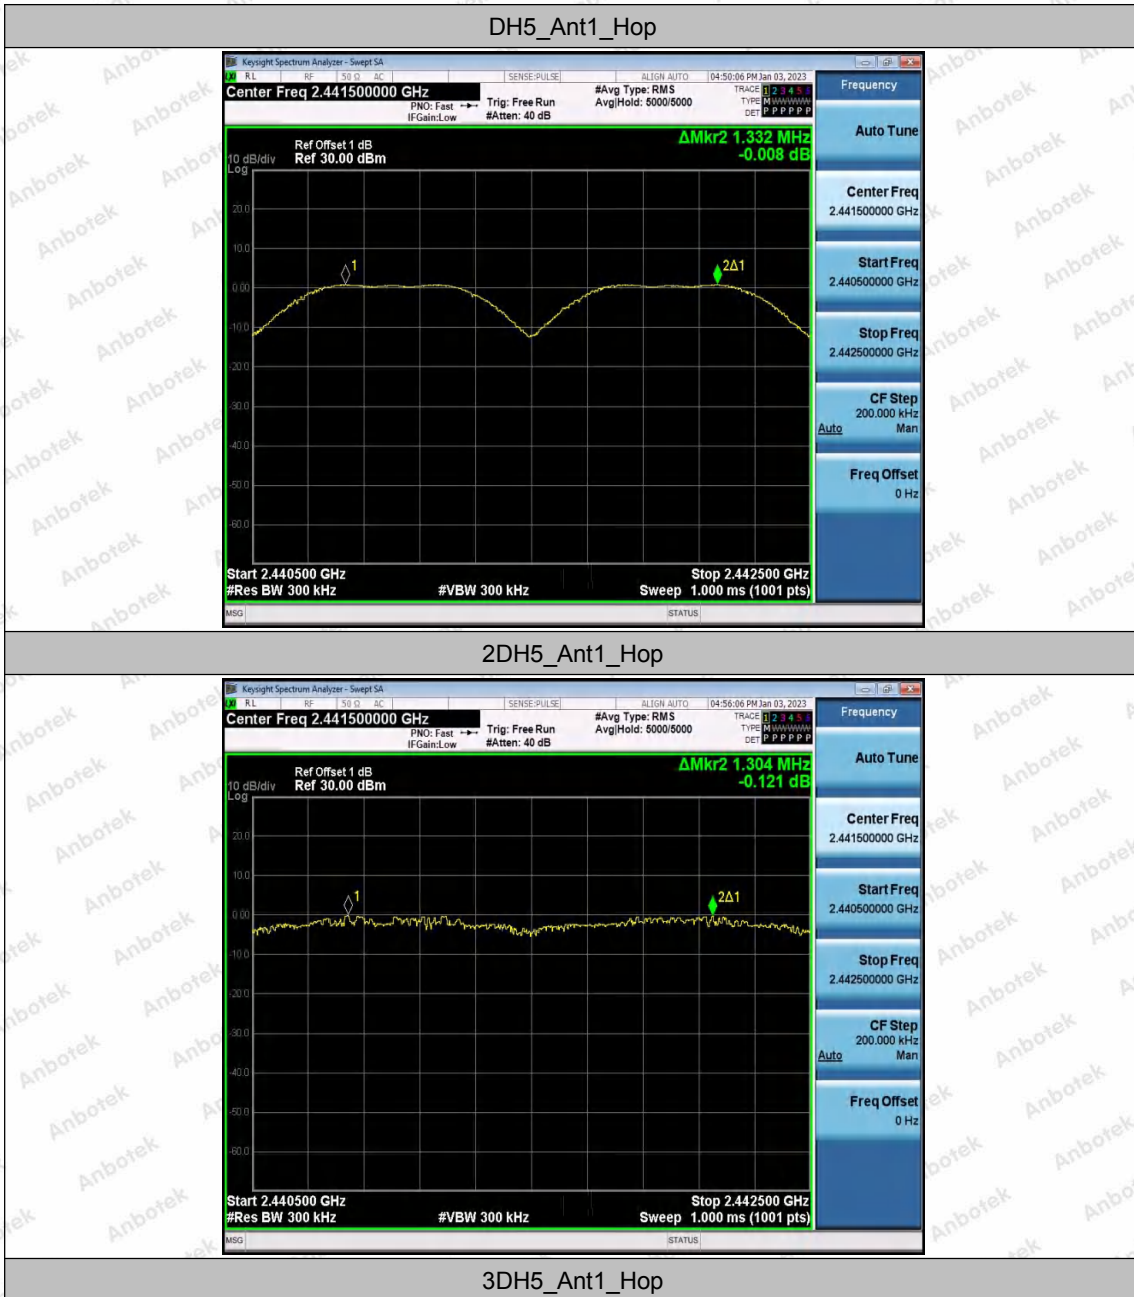 DH5_Ant1_Hop
Keysight Spectrum Analyzer - Swept SA
RL RF 50 Ω AC SENSE:PULSE ALIGN AUTO 04:50:06 PM Jan 03, 2023
Center Freq 2.441500000 GHz
PNO: Fast
IFGain:Low
Trig: Free Run
#Atten: 40 dB
#Avg Type: RMS
Avg|Hold: 5000/5000
TRACE 1 2 3 4 5 6
TYPE M
DET P P P P P P
ΔMkr2 1.332 MHz
-0.008 dB
Ref Offset 1 dB
10 dB/div Ref 30.00 dBm
Log
20.0
10.0
0.00
-10.0
-20.0
-30.0
-40.0
-50.0
-60.0
1
2Δ1
Start 2.440500 GHz Stop 2.442500 GHz
#Res BW 300 kHz #VBW 300 kHz Sweep 1.000 ms (1001 pts)
MSG STATUS
Frequency
Auto Tune
Center Freq
2.441500000 GHz
Start Freq
2.440500000 GHz
Stop Freq
2.442500000 GHz
CF Step
200.000 kHz
Auto Man
Freq Offset
0 Hz
2DH5_Ant1_Hop
Keysight Spectrum Analyzer - Swept SA
RL RF 50 Ω AC SENSE:PULSE ALIGN AUTO 04:56:06 PM Jan 03, 2023
Center Freq 2.441500000 GHz
PNO: Fast
IFGain:Low
Trig: Free Run
#Atten: 40 dB
#Avg Type: RMS
Avg|Hold: 5000/5000
TRACE 1 2 3 4 5 6
TYPE M
DET P P P P P P
ΔMkr2 1.304 MHz
-0.121 dB
Ref Offset 1 dB
10 dB/div Ref 30.00 dBm
Log
20.0
10.0
0.00
-10.0
-20.0
-30.0
-40.0
-50.0
-60.0
1
2Δ1
Start 2.440500 GHz Stop 2.442500 GHz
#Res BW 300 kHz #VBW 300 kHz Sweep 1.000 ms (1001 pts)
MSG STATUS
Frequency
Auto Tune
Center Freq
2.441500000 GHz
Start Freq
2.440500000 GHz
Stop Freq
2.442500000 GHz
CF Step
200.000 kHz
Auto Man
Freq Offset
0 Hz
3DH5_Ant1_Hop